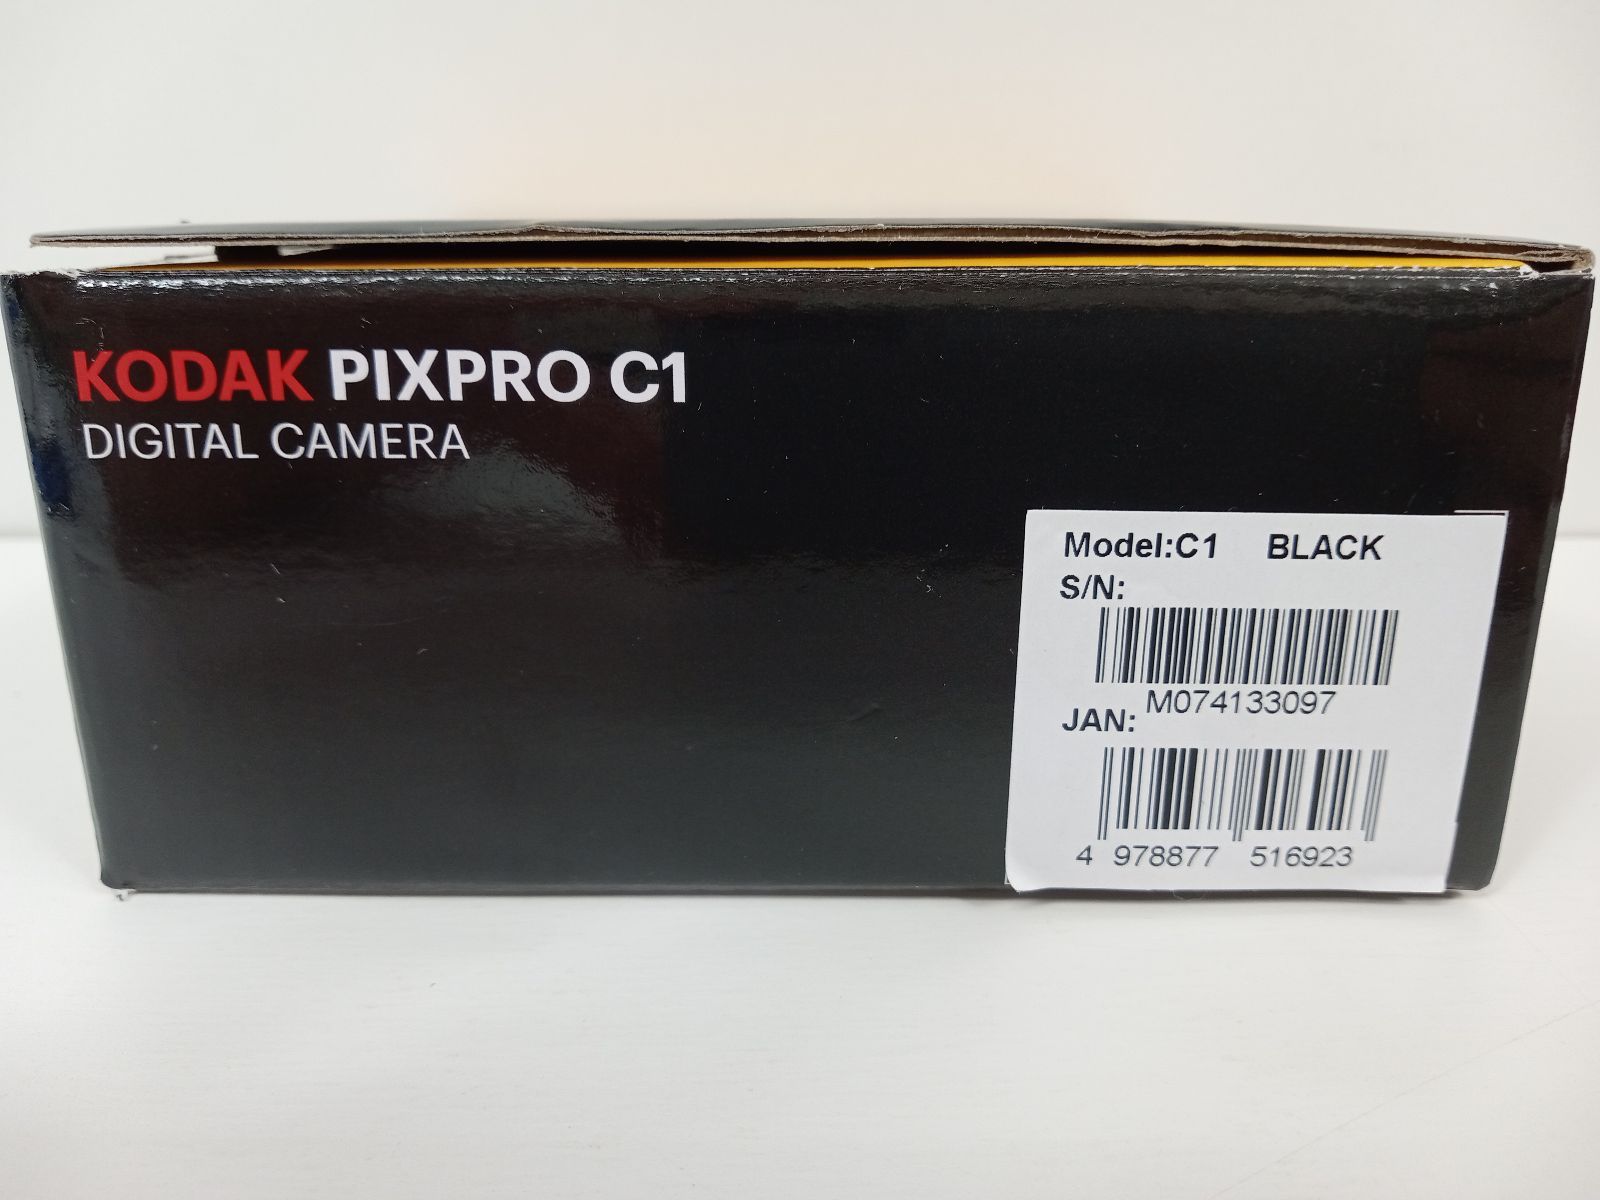 KODAK PIXPRO C1
DIGITAL CAMERA
Model:C1 BLACK
S/N:
M074133097
JAN:
4 978877 516923